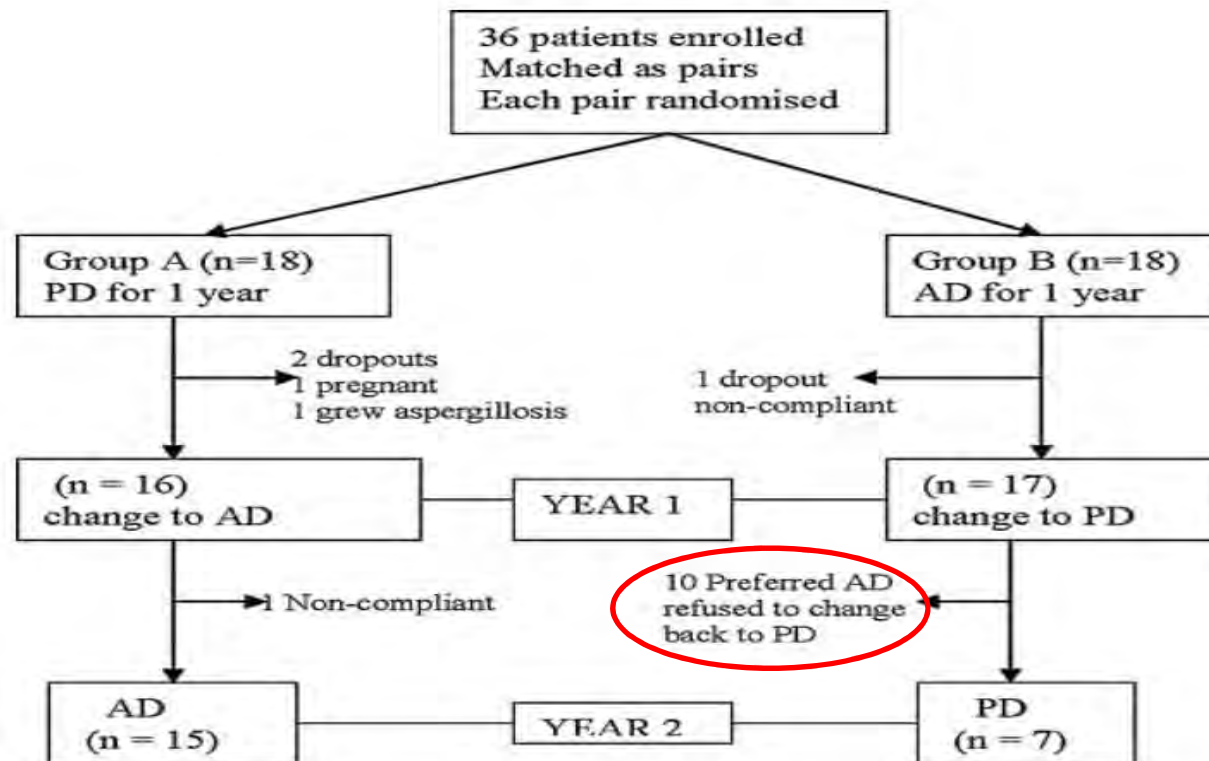 36 patients enrolled
Matched as pairs
Each pair randomised
Group A (n=18)
PD for 1 year
Group B (n=18)
AD for 1 year
2 dropouts
1 pregnant
1 grew aspergillosis
1 dropout
non-compliant
(n = 16)
change to AD
YEAR 1
(n = 17)
change to PD
1 Non-compliant
10 Preferred AD
refused to change
back to PD
AD
(n = 15)
YEAR 2
PD
(n = 7)